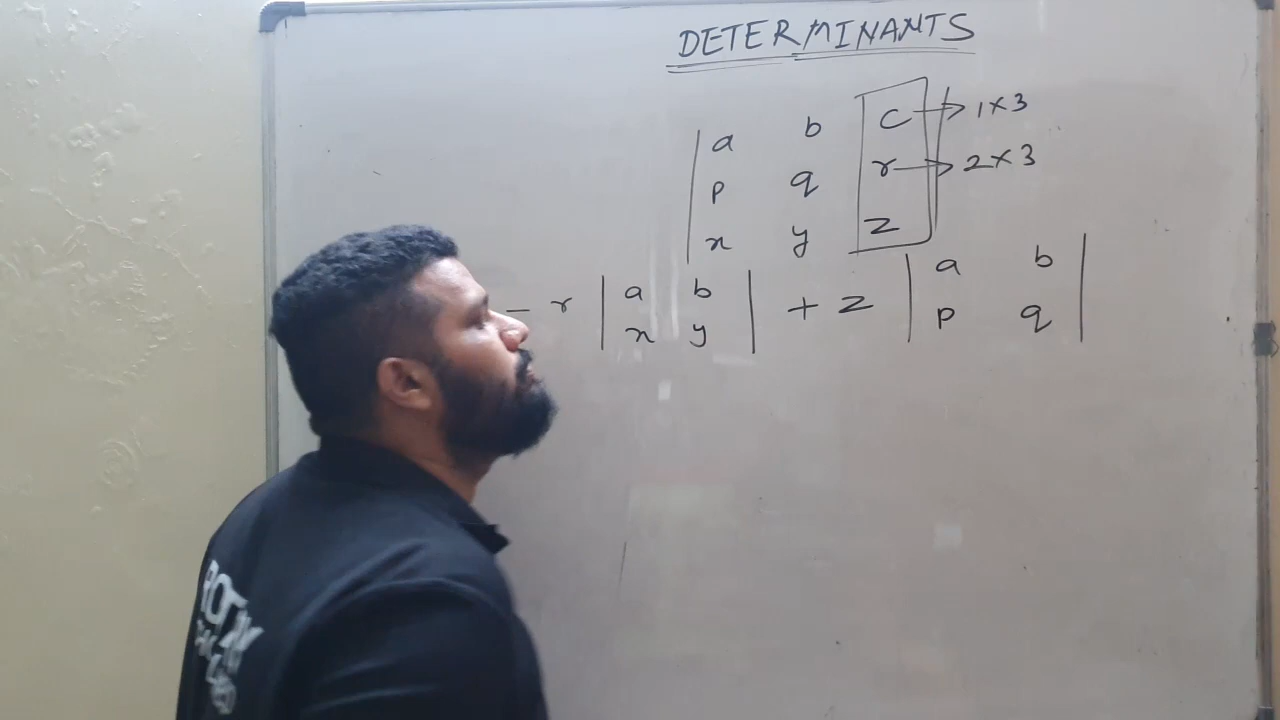 DETERMINANTS
a b c → 1×3
p q r → 2×3
x y z
- r | a b | + z | a b |
x y p q